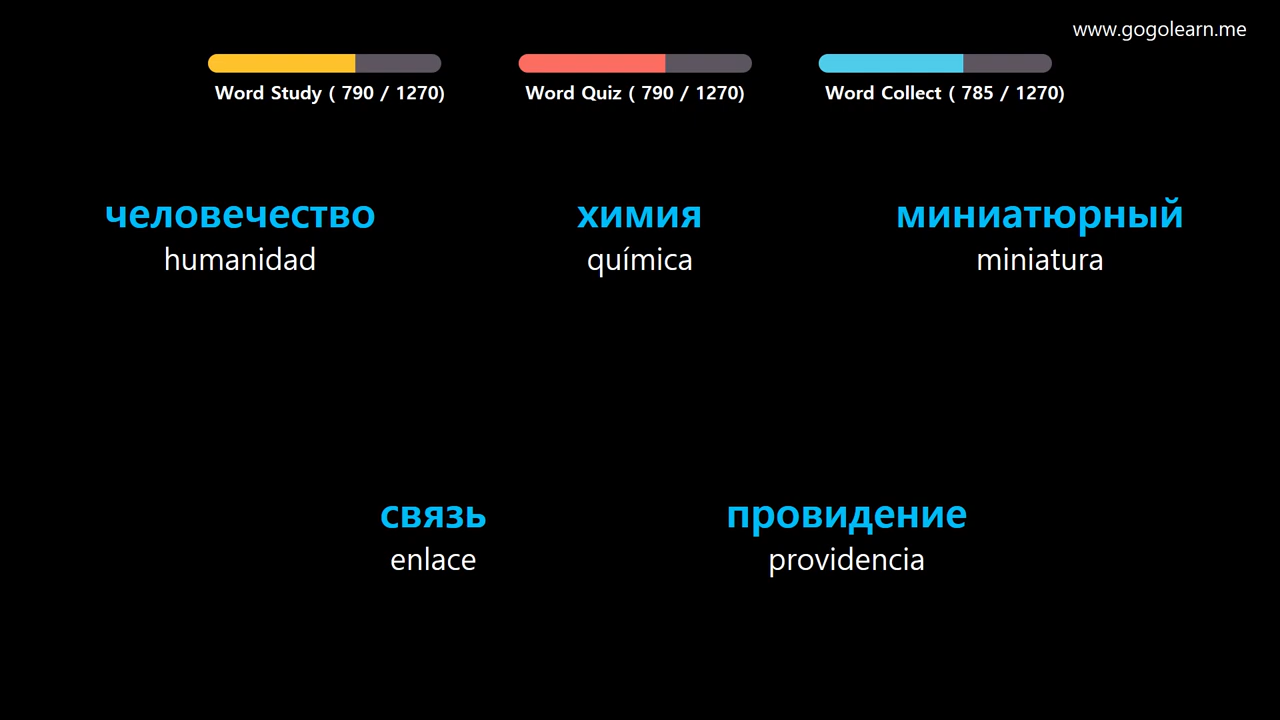 www.gogolearn.me
Word Study ( 790 / 1270)
Word Quiz ( 790 / 1270)
Word Collect ( 785 / 1270)
человечество
humanidad
химия
química
миниатюрный
miniatura
связь
enlace
провидение
providencia